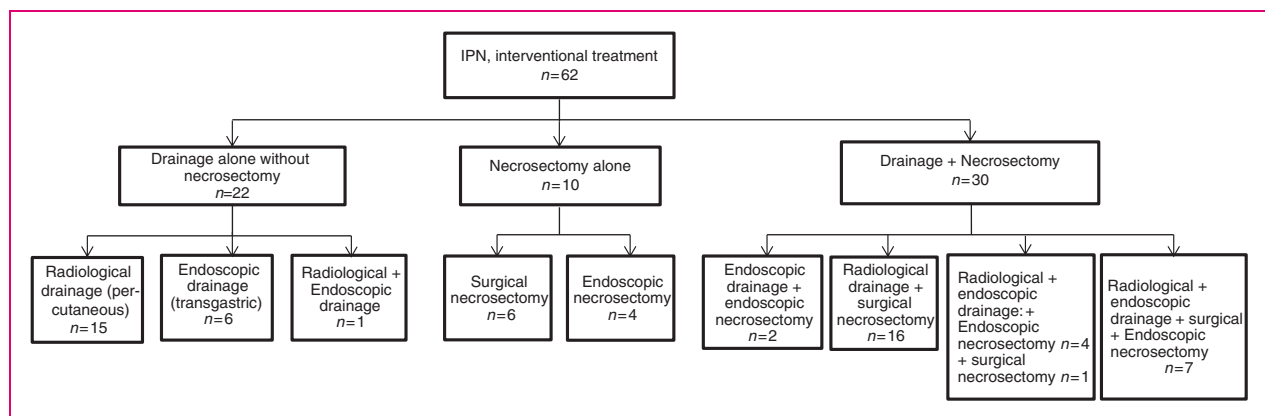 IPN, interventional treatment
n=62
Drainage alone without
necrosectomy
n=22
Necrosectomy alone
n=10
Drainage + Necrosectomy
n=30
Radiological
drainage (per-
cutaneous)
n=15
Endoscopic
drainage
(transgastric)
n=6
Radiological +
Endoscopic
drainage
n=1
Surgical
necrosectomy
n=6
Endoscopic
necrosectomy
n=4
Endoscopic
drainage +
endoscopic
necrosectomy
n=2
Radiological
drainage +
surgical
necrosectomy
n=16
Radiological +
endoscopic
drainage: +
Endoscopic
necrosectomy n=4
+ surgical
necrosectomy n=1
Radiological +
endoscopic
drainage + surgical
+ Endoscopic
necrosectomy
n=7